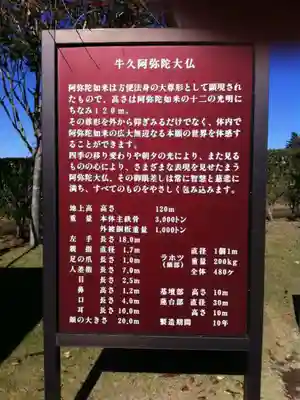 牛久阿弥陀大仏
阿弥陀如来は方便法身の大尊形として顕現され
たもので、高さは阿弥陀如来の十二の光明に
ちなみ120m。
その尊形を外から仰ぎみるだけでなく、体内で
阿弥陀如来の広大無辺なる本願の世界を体感す
ることができます。
四季の移り変わりや朝夕の光により、また見る
ものの心により、さまざまな表現を見せたまう
阿弥陀大仏、その御慈悲は常に智慧と慈悲に
満ち、すべてのものをやさしく包み込みます。
地上高 高さ 120m
重量 本体主鉄骨 3,000トン
外被銅板重量 1,000トン
左手 長さ 18.0m
親指 直径 1.7m
足の爪 長さ 1.0m
人差指 長さ 7.0m
目 長さ 2.5m
鼻 高さ 1.2m
口 長さ 4.0m
耳 長さ 10.0m
顔の大きさ 20.0m
ラホツ 直径 1個1m
(頭部) 重量 200kg
全体 480ヶ
基壇部 高さ 10m
蓮台部 直径 30m
高さ 10m
製造期間 10年